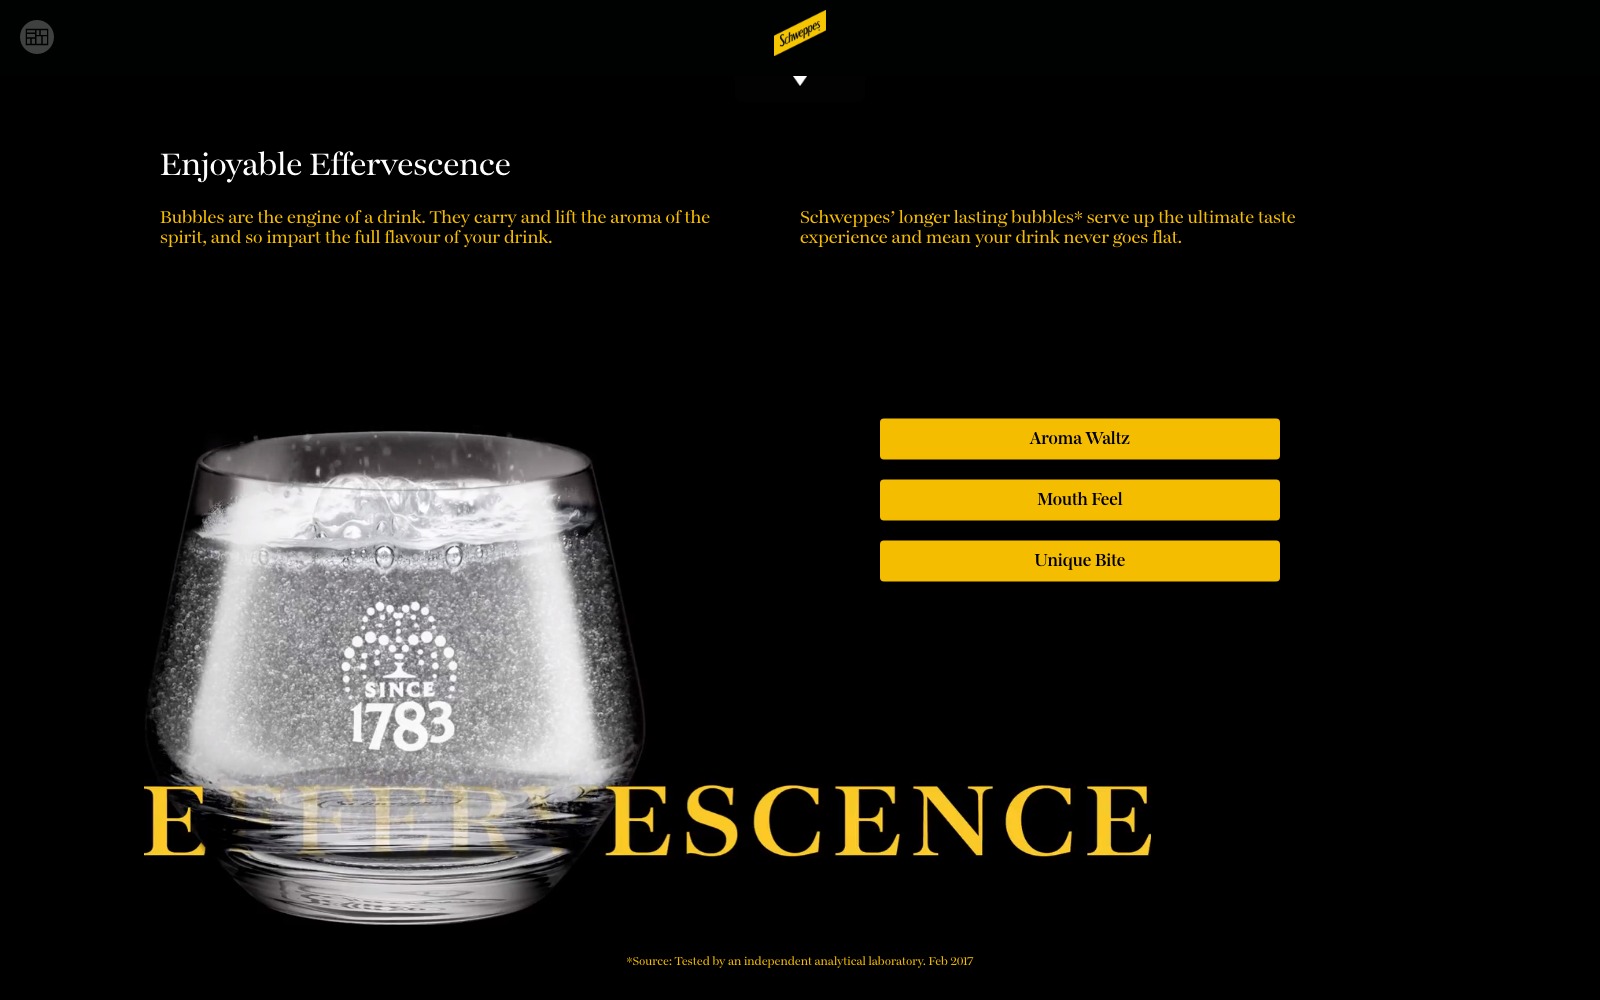 Schweppes
Enjoyable Effervescence
Bubbles are the engine of a drink. They carry and lift the aroma of the
spirit, and so impart the full flavour of your drink.
Schweppes’ longer lasting bubbles* serve up the ultimate taste
experience and mean your drink never goes flat.
Aroma Waltz
Mouth Feel
Unique Bite
SINCE
1783
EFFERVESCENCE
*Source: Tested by an independent analytical laboratory. Feb 2017